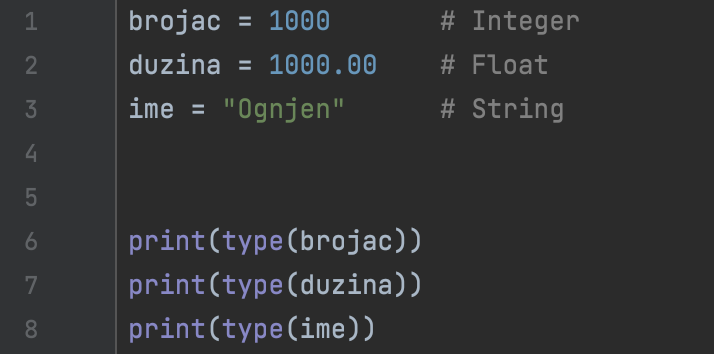 1 brojac = 1000 # Integer
2 duzina = 1000.00 # Float
3 ime = "Ognjen" # String
4
5
6 print(type(brojac))
7 print(type(duzina))
8 print(type(ime))